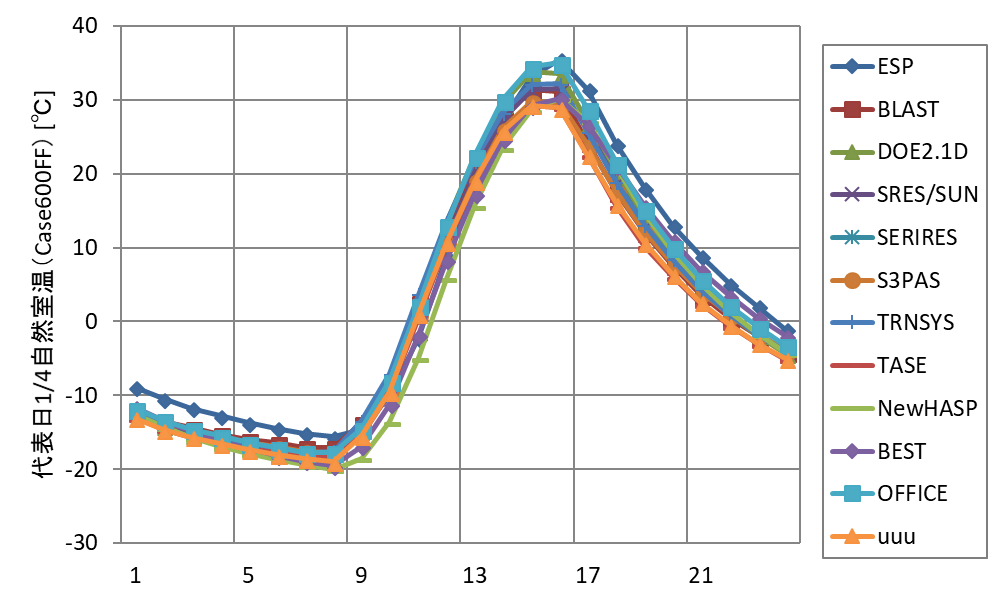 代表日1/4自然室温(Case600FF) [℃]
40
30
20
10
0
-10
-20
-30
1 5 9 13 17 21
ESP
BLAST
DOE2.1D
SRES/SUN
SERIRES
S3PAS
TRNSYS
TASE
NewHASP
BEST
OFFICE
uuu